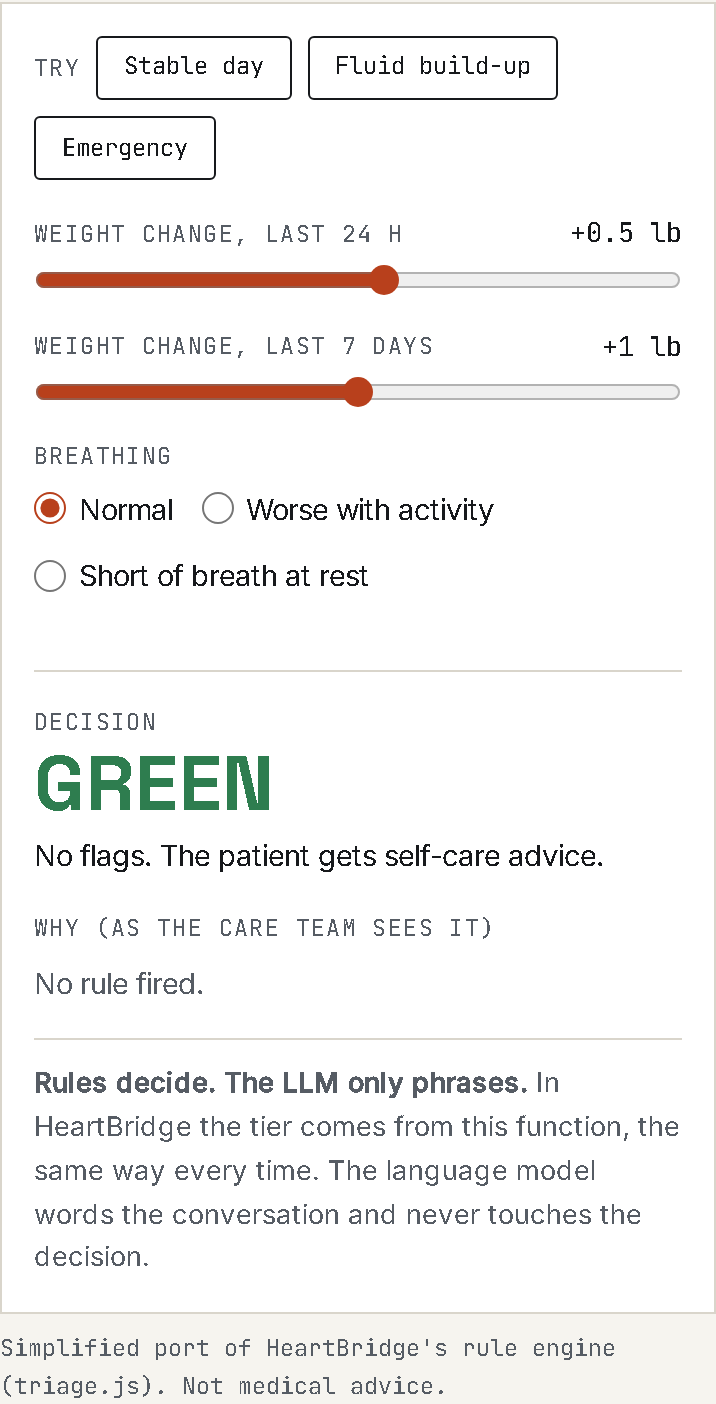 TRY Stable day Fluid build-up
Emergency
WEIGHT CHANGE, LAST 24 H +0.5 lb
WEIGHT CHANGE, LAST 7 DAYS +1 lb
BREATHING
Normal Worse with activity
Short of breath at rest
DECISION
GREEN
No flags. The patient gets self-care advice.
WHY (AS THE CARE TEAM SEES IT)
No rule fired.
Rules decide. The LLM only phrases. In
HeartBridge the tier comes from this function, the
same way every time. The language model
words the conversation and never touches the
decision.
Simplified port of HeartBridge's rule engine
(triage.js). Not medical advice.